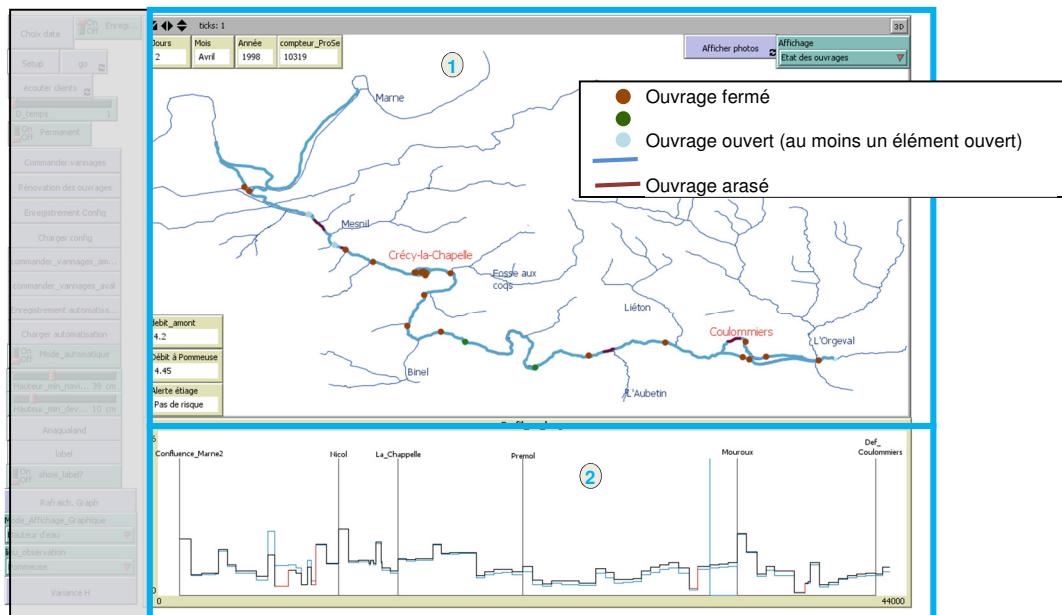 Choix date
On
Off
Enregi...
Setup
go
écouter clients
D_temps 1
On
Off
Permanent
Commander vannages
Rénovation des ouvrages
Enregistrement Config
Charger config
commander_vannages_am...
commander_vannages_aval
Enregistrement automatisa...
Charger automatisation
On
Off
Mode_automatique
Hauteur_min_navi... 39 cm
Hauteur_min_dev... 10 cm
Anaqualand
label
On
Off
show_label?
Rafraich. Graph
Mode_Affichage_Graphique
Hauteur d'eau
Pommeuse
Variance H
ticks: 1
3D
Jours
2
Mois
Avril
Année
1998
compteur_ProSe
10319
1
Afficher photos
Affichage
Etat des ouvrages
Ouvrage fermé
Ouvrage ouvert (au moins un élément ouvert)
Ouvrage arasé
Marne
Mesnil
Crécy-la-Chapelle
Fosse aux
coqs
Liéton
Coulommiers
L'Orgeval
Binel
L'Aubetin
debit_amont
4.2
Débit à Pommeuse
4.45
Alerte étiage
Pas de risque
6
Confluence_Marne2
Nicol
La_Chappelle
Premol
Mouroux
Def_
Coulommiers
2
0
0
44000